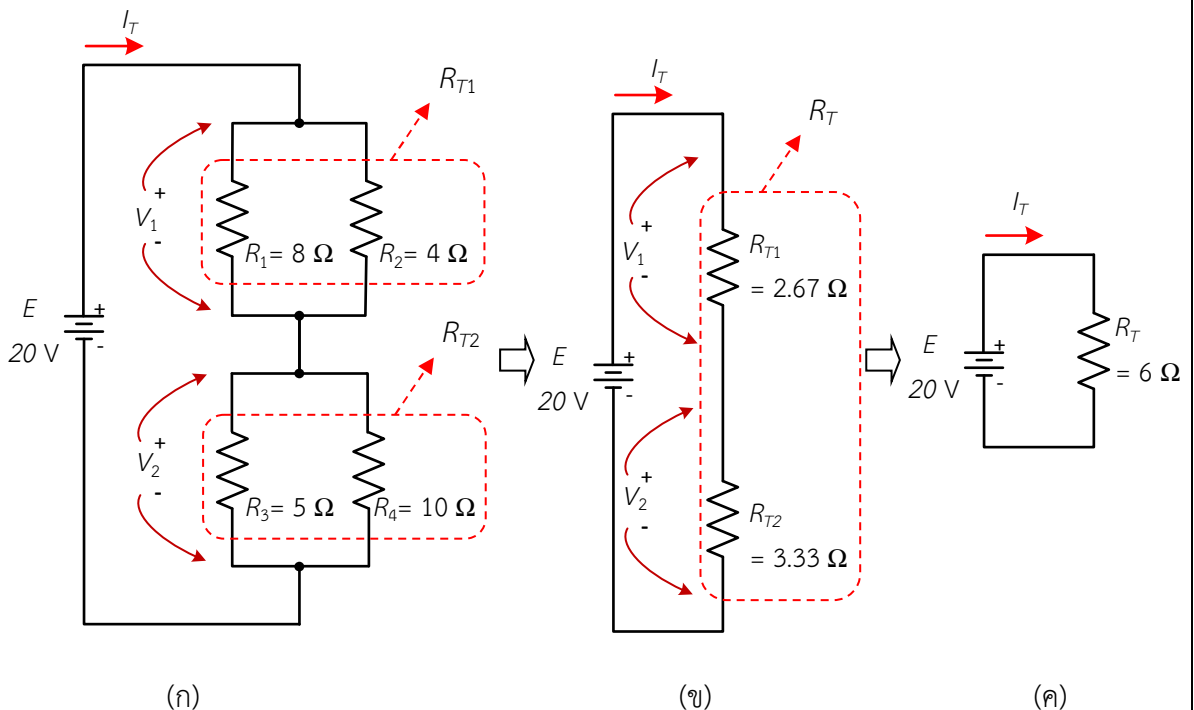 I_T
R_T1
+
V_1
-
R_1= 8 Ω
R_2= 4 Ω
E
+
20 V
-
R_T2
+
V_2
-
R_3= 5 Ω
R_4= 10 Ω
(ก)
I_T
R_T
+
V_1
-
R_T1
= 2.67 Ω
E
+
20 V
-
+
V_2
-
R_T2
= 3.33 Ω
(ข)
I_T
E
+
20 V
-
R_T
= 6 Ω
(ค)